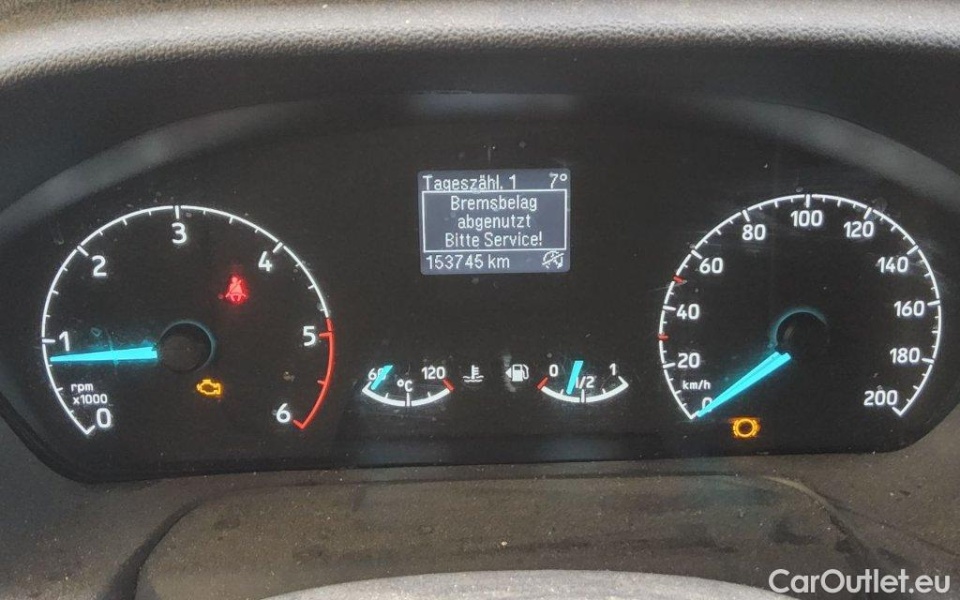 Tageszähl. 1 7°
Bremsbelag
abgenutzt
Bitte Service!
153745 km
0
1
2
3
4
5
6
rpm
x1000
60 °C 120
0 1/2 1
0
20
40
60
80
100
120
140
160
180
200
km/h
CarOutlet.eu